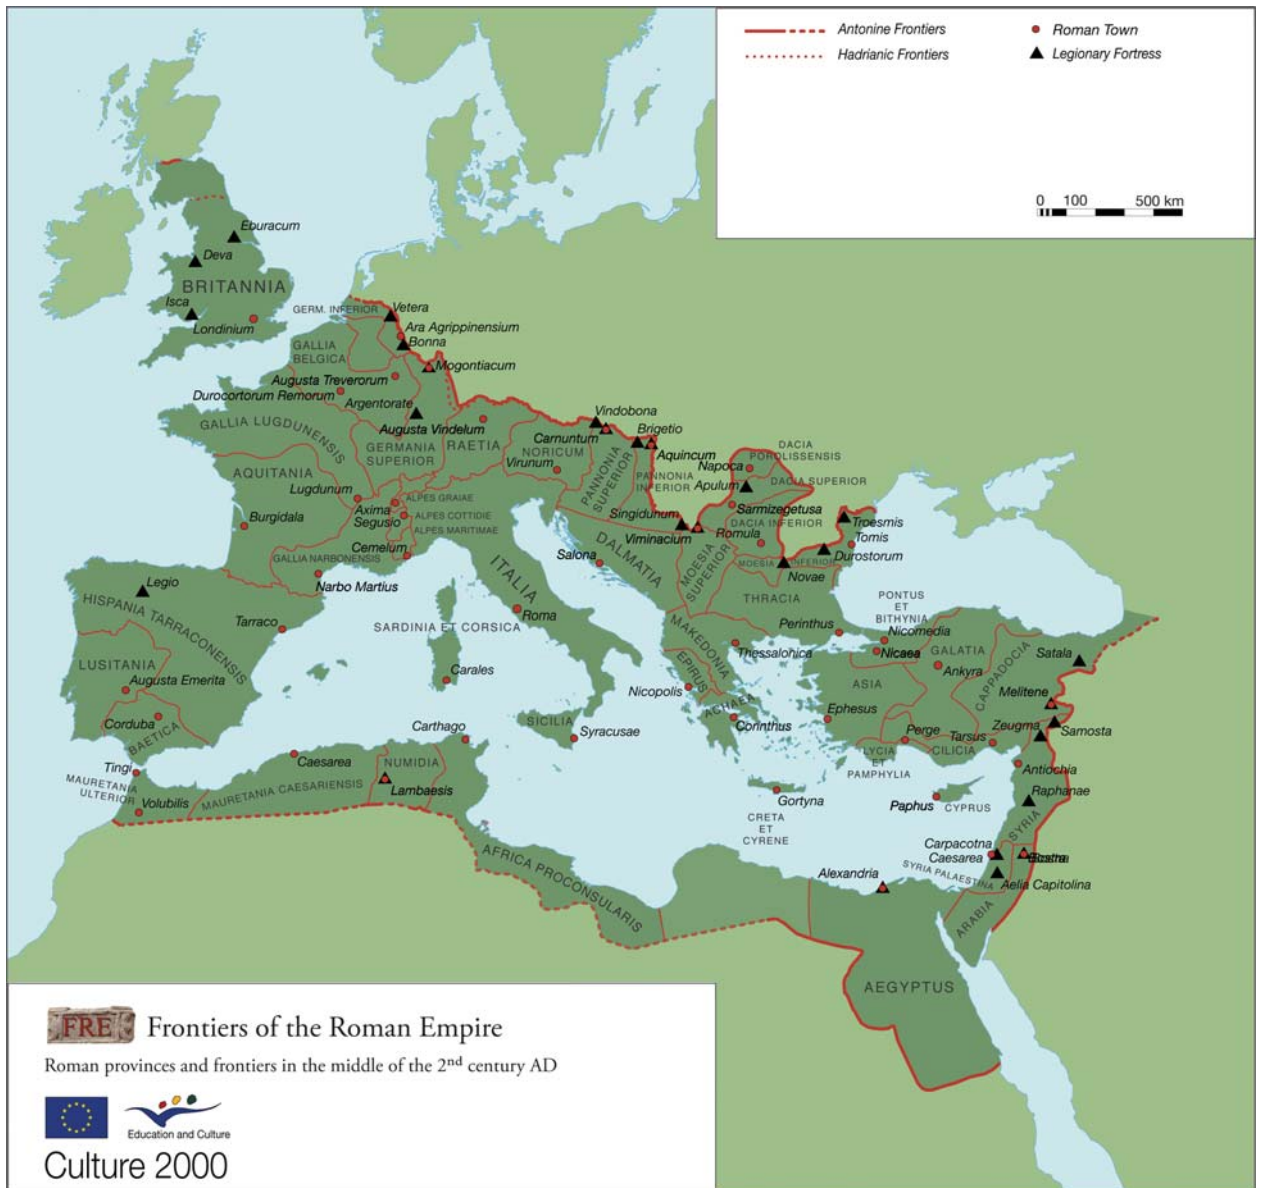 Antonine Frontiers
Hadrianic Frontiers
Roman Town
Legionary Fortress
0 100 500 km
Eburacum
Deva
BRITANNIA
Isca
Londinium
GERM. INFERIOR
Vetera
Ara Agrippinensium
Bonna
GALLIA
BELGICA
Mogontiacum
Augusta Treverorum
Durocortorum Remorum
Argentorate
Augusta Vindelum
GALLIA LUGDUNENSIS
GERMANIA
SUPERIOR
RAETIA
NORICUM
Virunum
Vindobona
Carnuntum
Brigetio
Aquincum
PANNONIA
SUPERIOR
PANNONIA
INFERIOR
DACIA
POROLISSENSIS
Napoca
DACIA SUPERIOR
Apulum
Sarmizegetusa
DACIA INFERIOR
Romula
Singidunum
Viminacium
Troesmis
Tomis
Durostorum
MOESIA INFERIOR
Novae
MOESIA
SUPERIOR
DALMATIA
Salona
AQUITANIA
Lugdunum
Burgidala
Axima
Segusio
ALPES GRAIAE
ALPES COTTIDIE
ALPES MARITIMAE
Cemelum
GALLIA NARBONENSIS
Narbo Martius
Legio
HISPANIA TARRACONENSIS
Tarraco
LUSITANIA
Augusta Emerita
Corduba
BAETICA
ITALIA
Roma
SARDINIA ET CORSICA
Carales
SICILIA
Syracusae
THRACIA
Perinthus
MAKEDONIA
Thessalonica
EPIRUS
Nicopolis
ACHAEA
Corinthus
PONTUS
ET
BITHYNIA
Nicomedia
Nicaea
GALATIA
Ankyra
CAPPADOCIA
Satala
Melitene
Samosta
Zeugma
ASIA
Ephesus
Perge
Tarsus
LYCIA
ET
PAMPHYLIA
CILICIA
Antiochia
Raphanae
SYRIA
Paphus
CYPRUS
Gortyna
CRETA
ET
CYRENE
Carpacotna
Caesarea
SYRIA PALAESTINA
Aelia Capitolina
ARABIA
Alexandria
AEGYPTUS
Tingi
MAURETANIA
ULTERIOR
Volubilis
Caesarea
MAURETANIA CAESARIENSIS
Carthago
NUMIDIA
Lambaesis
AFRICA PROCONSULARIS
FRE
Frontiers of the Roman Empire
Roman provinces and frontiers in the middle of the 2nd century AD
Education and Culture
Culture 2000